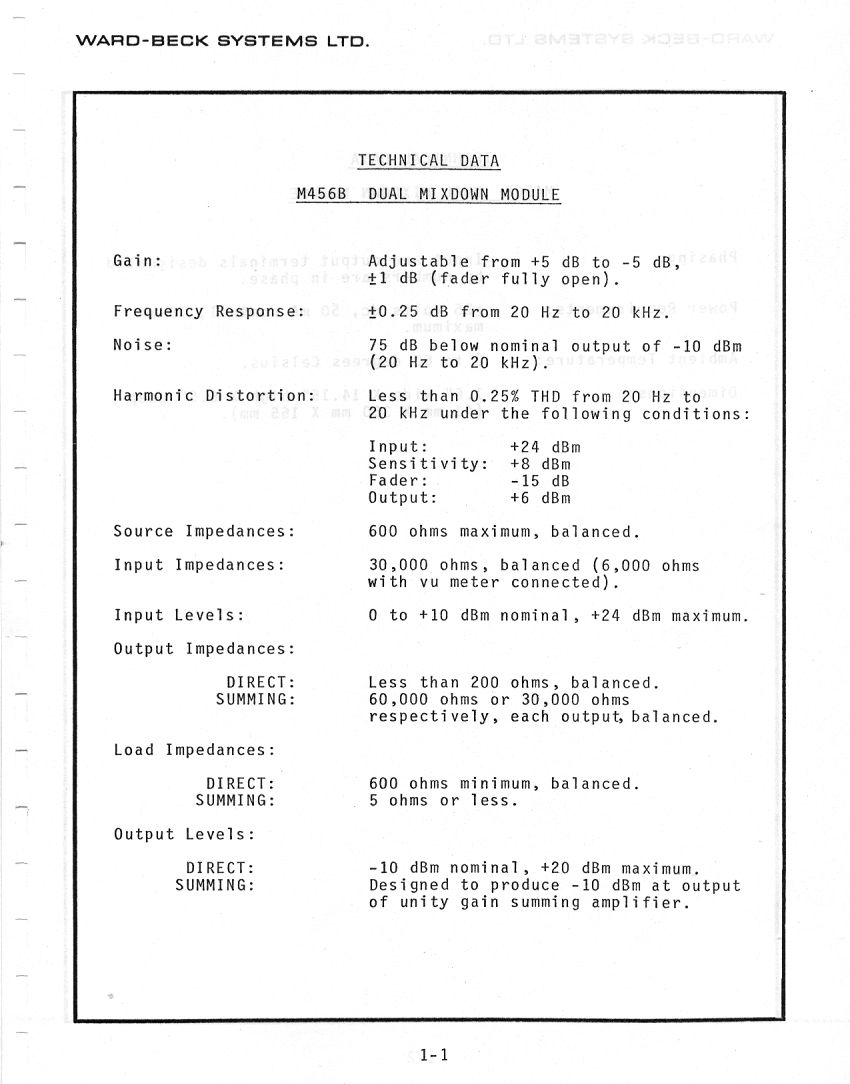 WARD-BECK SYSTEMS LTD.
TECHNICAL DATA
M456B DUAL MIXDOWN MODULE
Gain: Adjustable from +5 dB to -5 dB,
±1 dB (fader fully open).
Frequency Response: ±0.25 dB from 20 Hz to 20 kHz.
Noise: 75 dB below nominal output of -10 dBm
(20 Hz to 20 kHz).
Harmonic Distortion: Less than 0.25% THD from 20 Hz to
20 kHz under the following conditions:
Input: +24 dBm
Sensitivity: +8 dBm
Fader: -15 dB
Output: +6 dBm
Source Impedances: 600 ohms maximum, balanced.
Input Impedances: 30,000 ohms, balanced (6,000 ohms
with vu meter connected).
Input Levels: 0 to +10 dBm nominal, +24 dBm maximum.
Output Impedances:
DIRECT: Less than 200 ohms, balanced.
SUMMING: 60,000 ohms or 30,000 ohms
respectively, each output, balanced.
Load Impedances:
DIRECT: 600 ohms minimum, balanced.
SUMMING: 5 ohms or less.
Output Levels:
DIRECT: -10 dBm nominal, +20 dBm maximum.
SUMMING: Designed to produce -10 dBm at output
of unity gain summing amplifier.
1-1